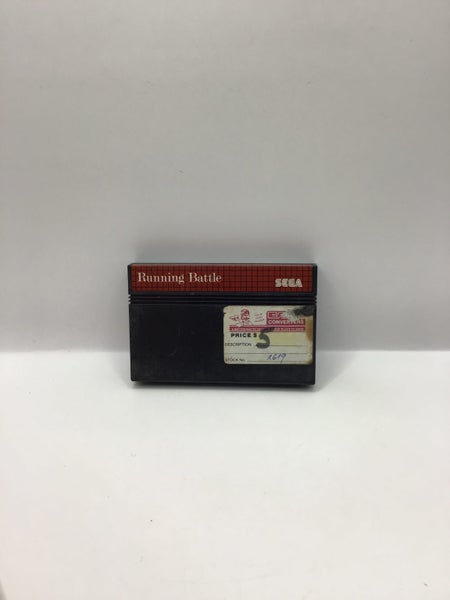 Running Battle
SEGA
CONVERTERS
PRICE $ 5
DESCRIPTION
STOCK No. 1619